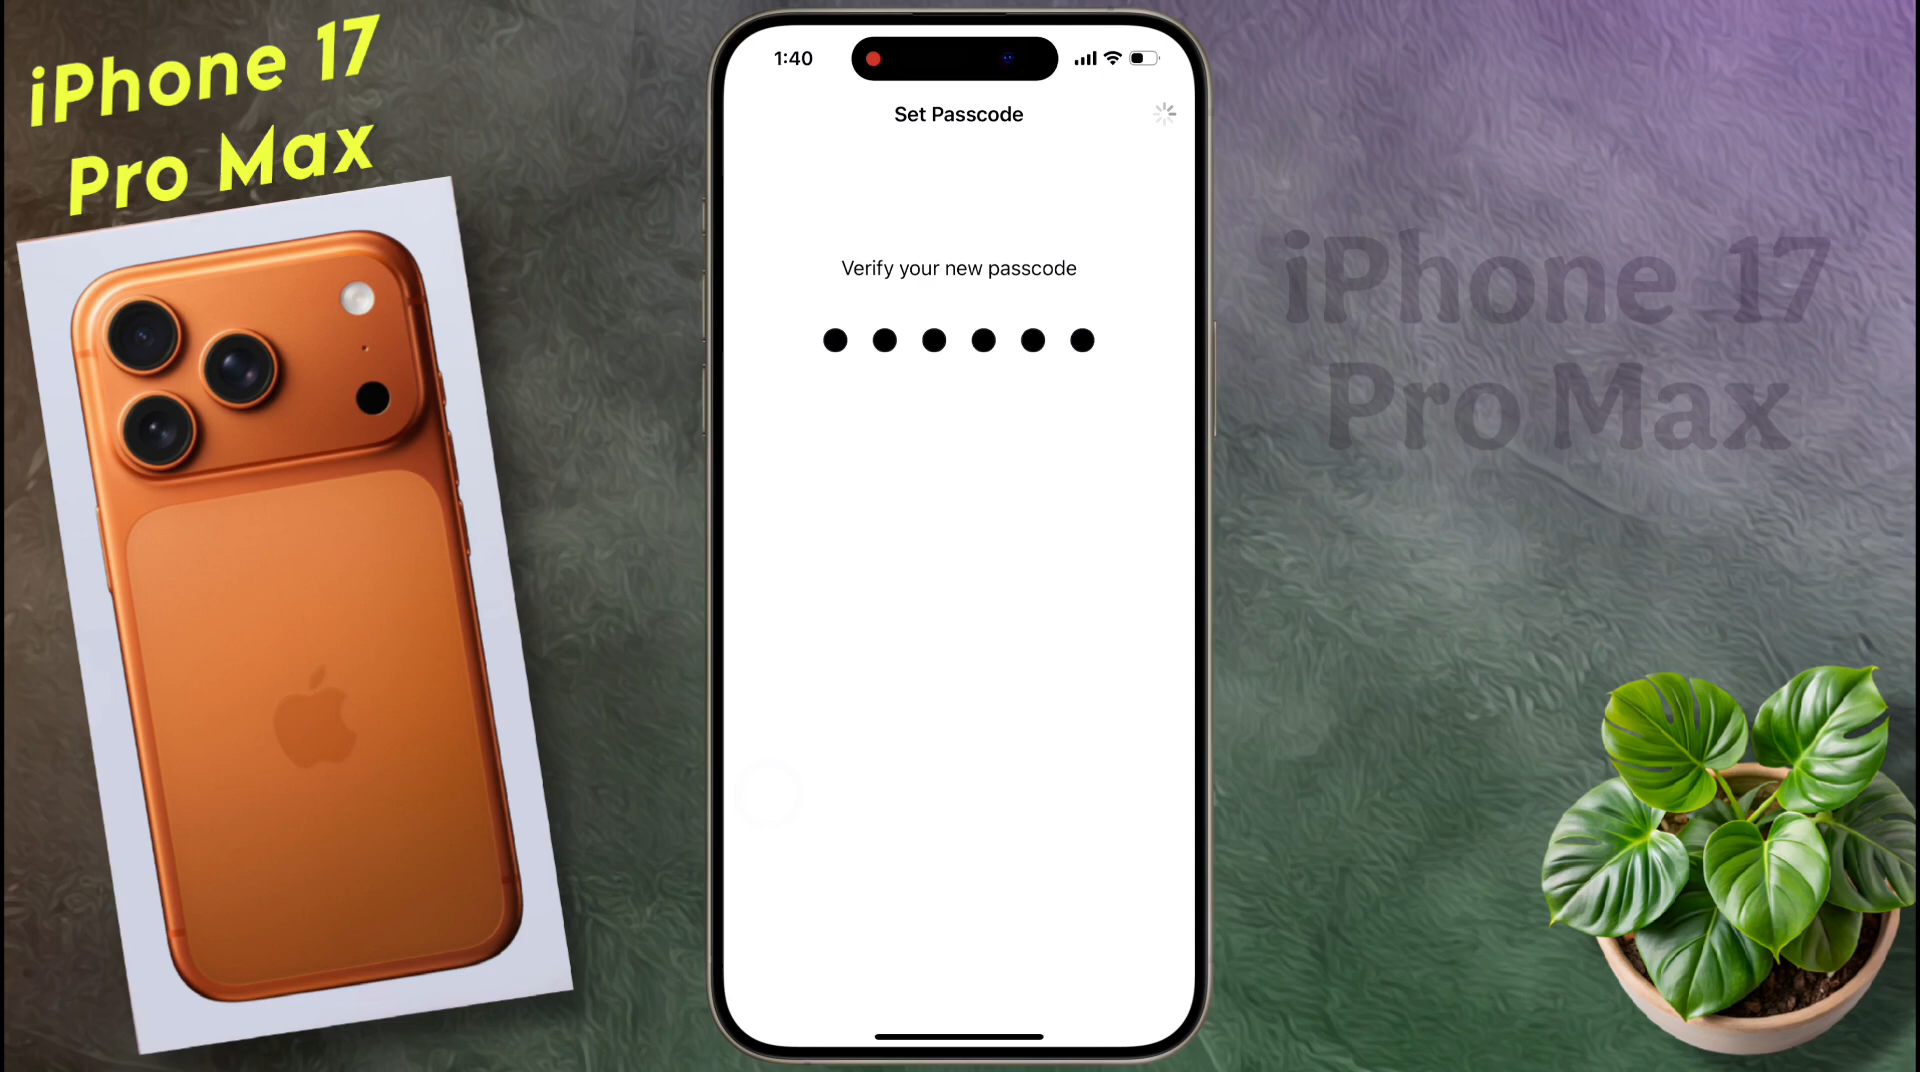 iPhone 17
Pro Max
1:40
Set Passcode
Verify your new passcode
iPhone 17
Pro Max